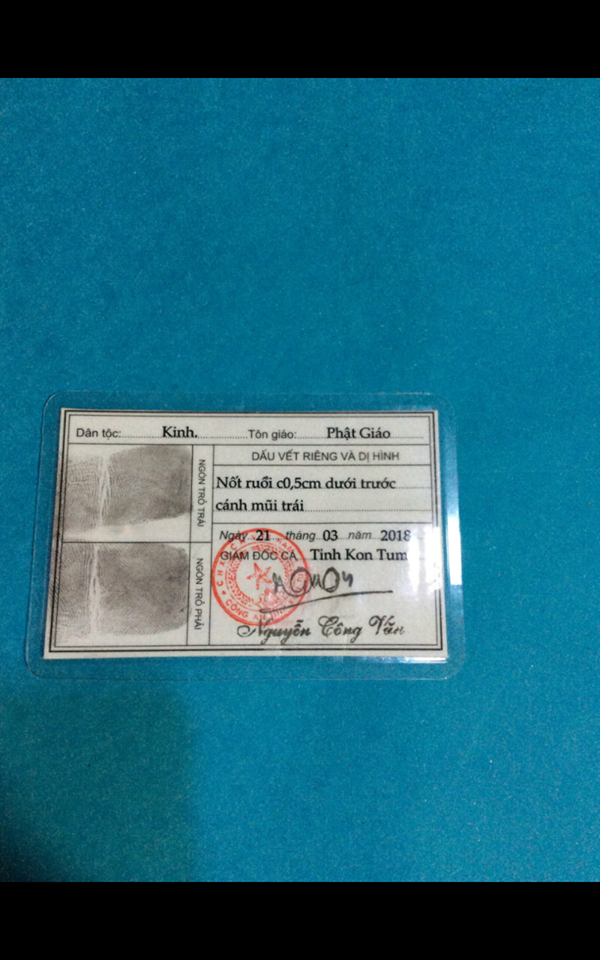 Dân tộc: Kinh. Tôn giáo: Phật Giáo
DẤU VẾT RIÊNG VÀ DỊ HÌNH
Nốt ruồi c0,5cm dưới trước
cánh mũi trái
NGÓN TRỎ TRÁI
Ngày 21 tháng 03 năm 2018
GIÁM ĐỐC CA Tỉnh Kon Tum
NGÓN TRỎ PHẢI
Nguyễn Công Văn